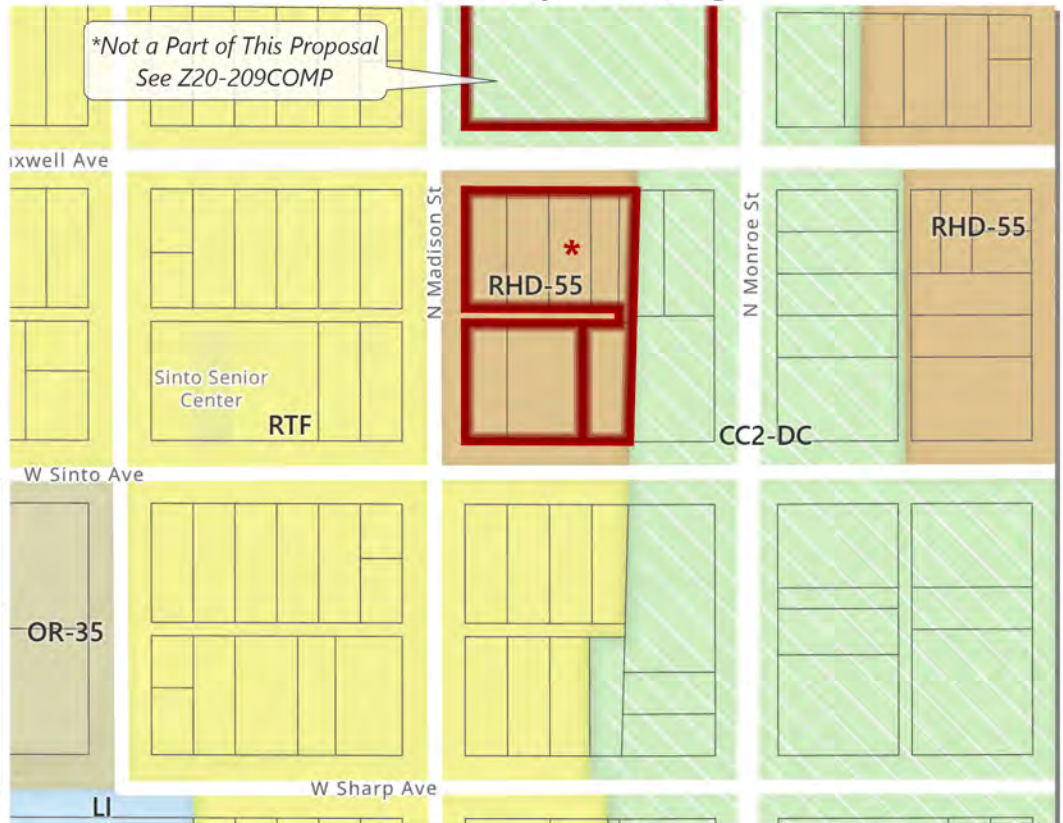 *Not a Part of This Proposal
See Z20-209COMP
axwell Ave
N Madison St
N Monroe St
RHD-55
*
RHD-55
Sinto Senior
Center
RTF
CC2-DC
W Sinto Ave
OR-35
W Sharp Ave
LI